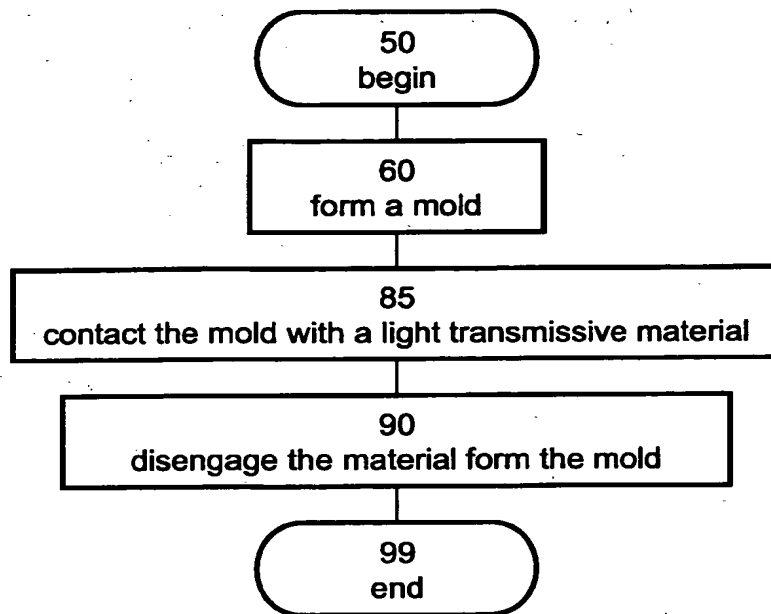 50
begin
60
form a mold
85
contact the mold with a light transmissive material
90
disengage the material form the mold
99
end